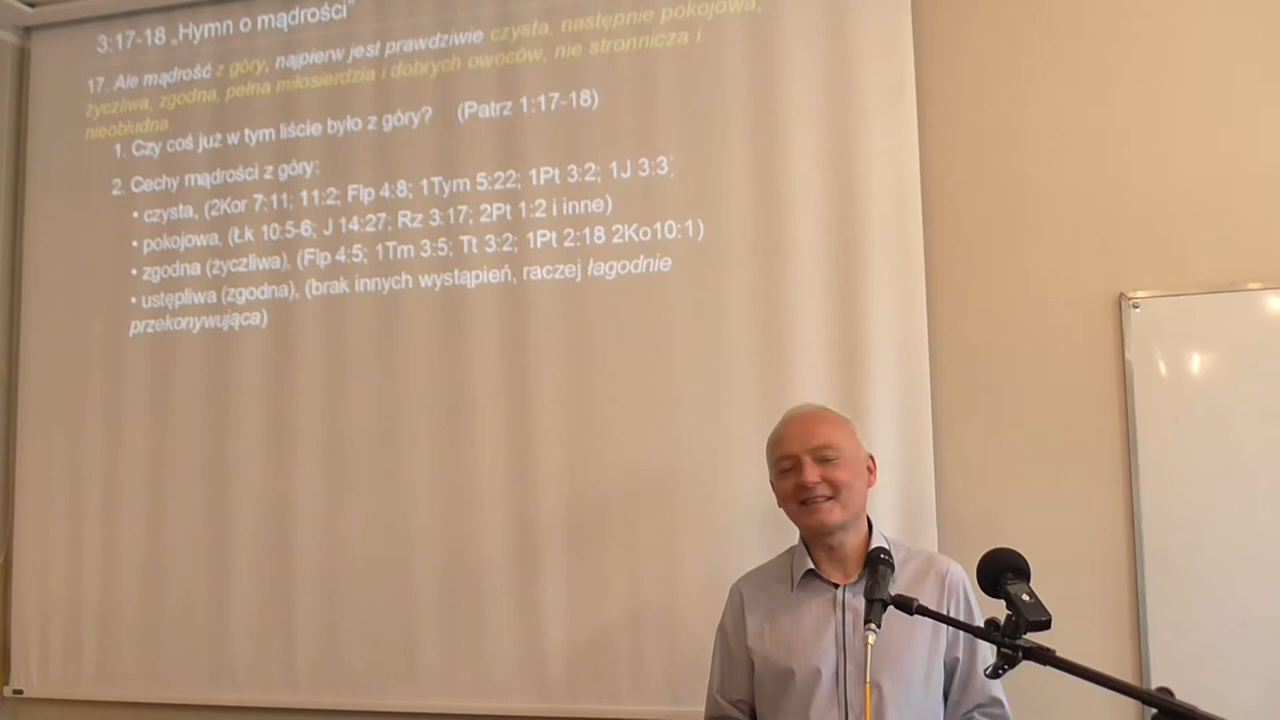 3:17-18 „Hymn o mądrości”
17. Ale mądrość z góry, najpierw jest prawdziwie czysta, następnie pokojowa,
życzliwa, zgodna, pełna miłosierdzia i dobrych owoców, nie stronnicza i
nieobłudna.
1. Czy coś już w tym liście było z góry? (Patrz 1:17-18)
2. Cechy mądrości z góry:
• czysta, (2Kor 7:11; 11:2; Flp 4:8; 1Tym 5:22; 1Pt 3:2; 1J 3:3;
• pokojowa, (Łk 10:5-6; J 14:27; Rz 3:17; 2Pt 1:2 i inne)
• zgodna (życzliwa), (Flp 4:5; 1Tm 3:5; Tt 3:2; 1Pt 2:18 2Ko10:1)
• ustępliwa (zgodna), (brak innych wystąpień, raczej łagodnie
przekonywująca)